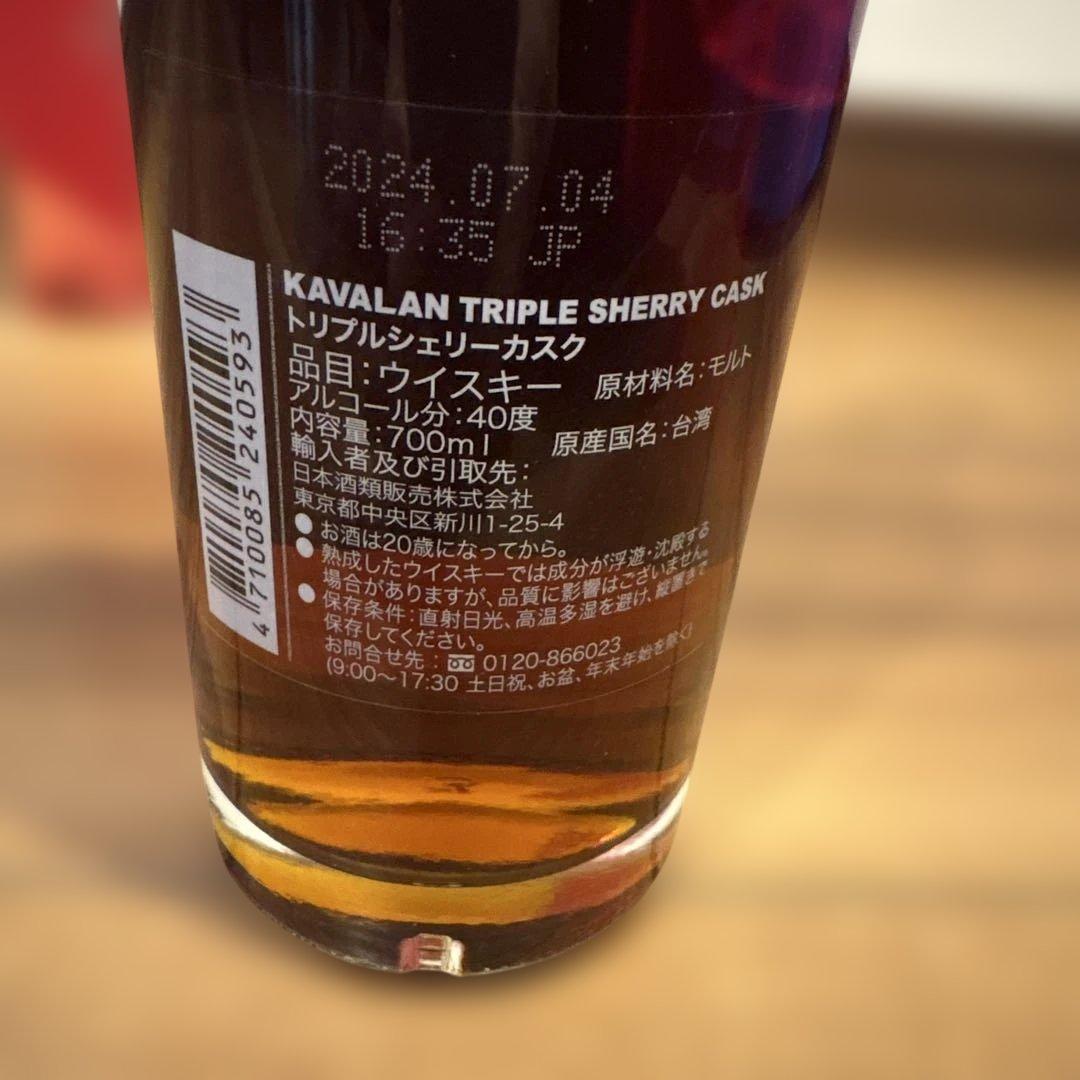 2024.07.04
16:35 JP
KAVALAN TRIPLE SHERRY CASK
トリプルシェリーカスク
品目:ウイスキー 原材料名:モルト
アルコール分:40度
内容量:700ml 原産国名:台湾
輸入者及び引取先:
日本酒類販売株式会社
東京都中央区新川1-25-4
●お酒は20歳になってから。
●熟成したウイスキーでは成分が浮遊・沈殿する
場合がありますが、品質に影響はございません。
●保存条件:直射日光、高温多湿を避け、縦置きで
保存してください。
お問合せ先: 0120-866023
(9:00～17:30 土日祝、お盆、年末年始を除く)
4 710085 240593